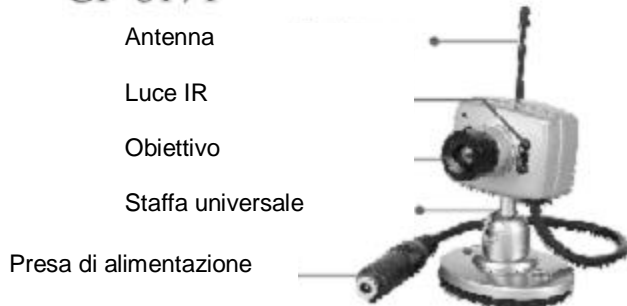 Antenna
Luce IR
Obiettivo
Staffa universale
Presa di alimentazione